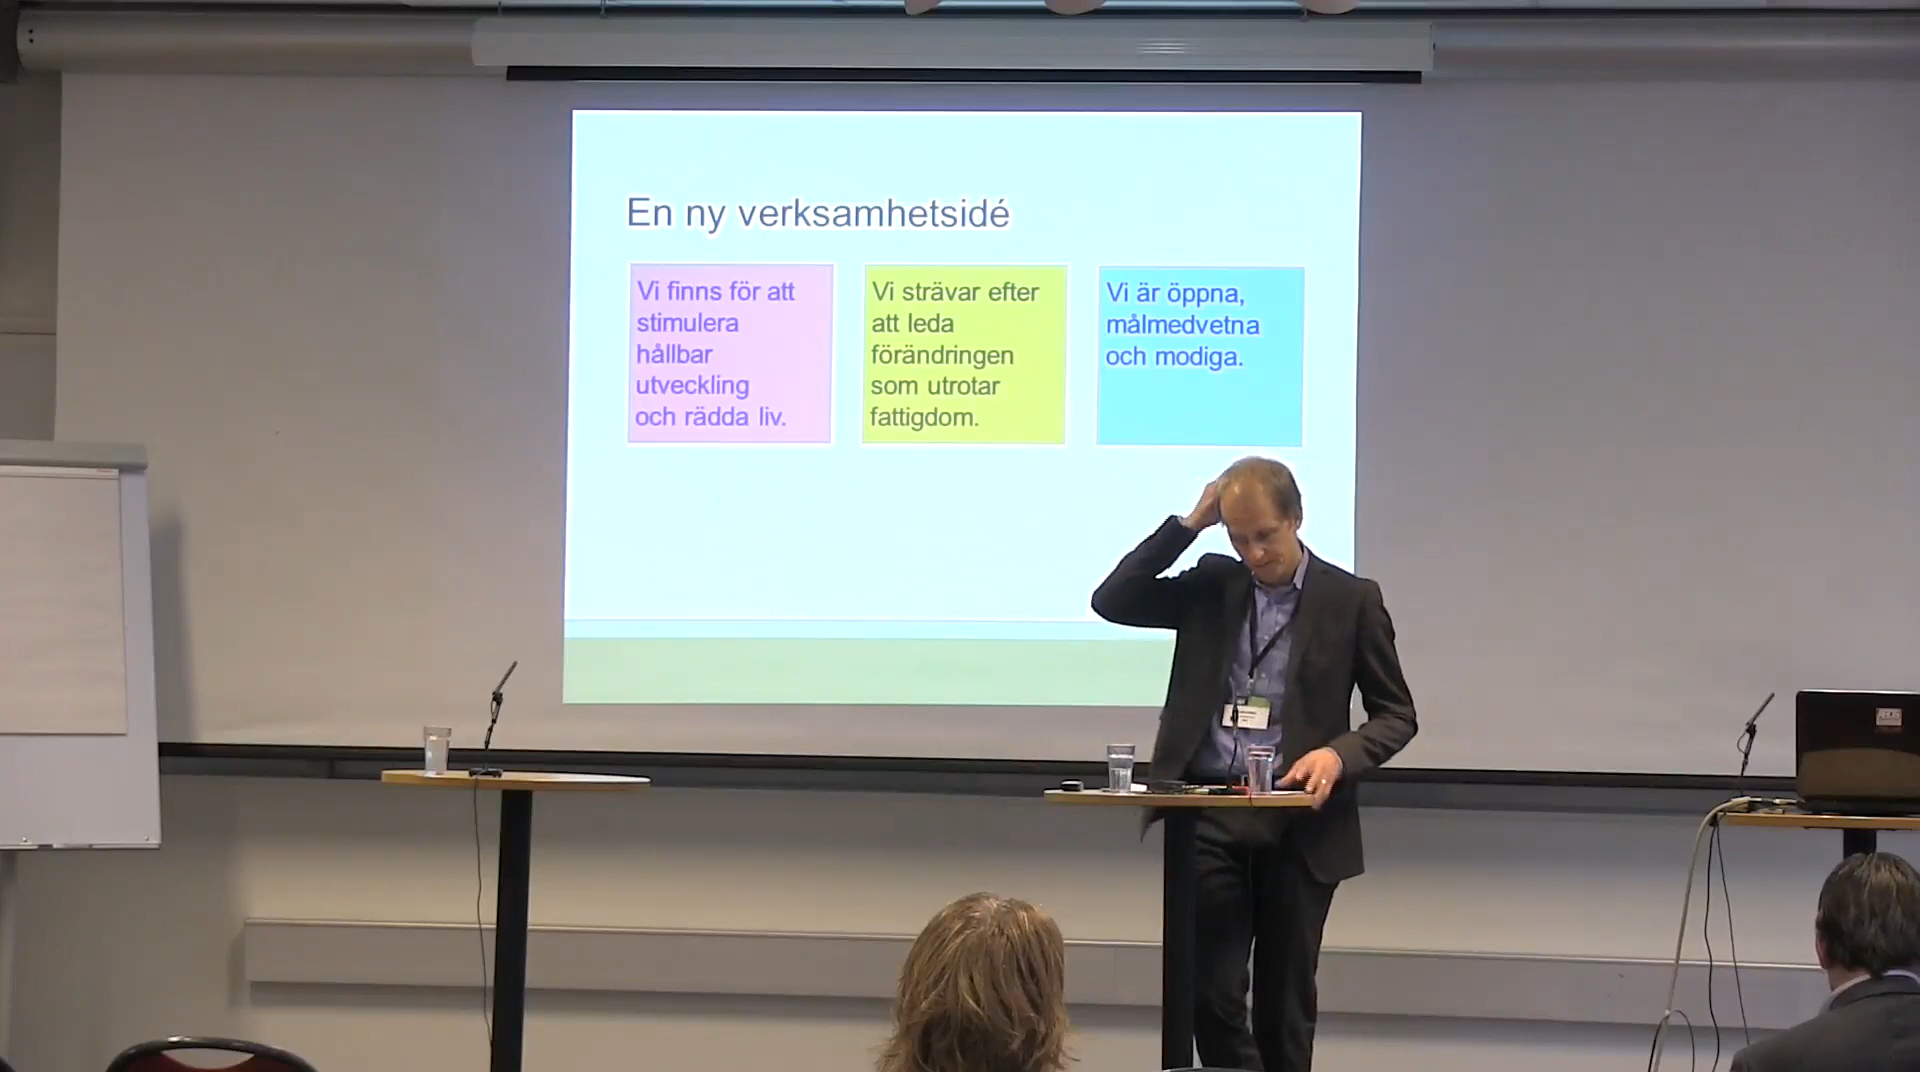 En ny verksamhetsidé
Vi finns för att
stimulera
hållbar
utveckling
och rädda liv.
Vi strävar efter
att leda
förändringen
som utrotar
fattigdom.
Vi är öppna,
målmedvetna
och modiga.